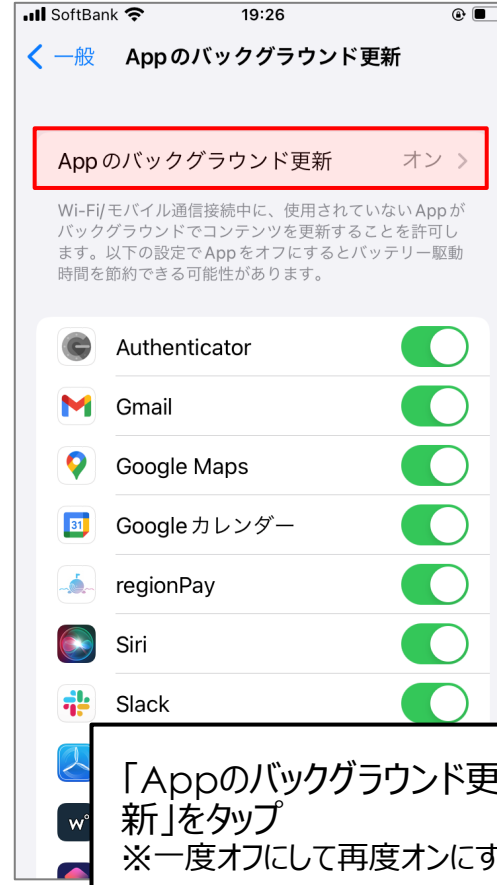 SoftBank 19:26
一般 Appのバックグラウンド更新
Appのバックグラウンド更新 オン
Wi-Fi/モバイル通信接続中に、使用されていないAppが
バックグラウンドでコンテンツを更新することを許可し
ます。以下の設定でAppをオフにするとバッテリー駆動
時間を節約できる可能性があります。
Authenticator
Gmail
Google Maps
31
Googleカレンダー
regionPay
Siri
Slack
w
「Appのバックグラウンド更
新」をタップ
※一度オフにして再度オンにす